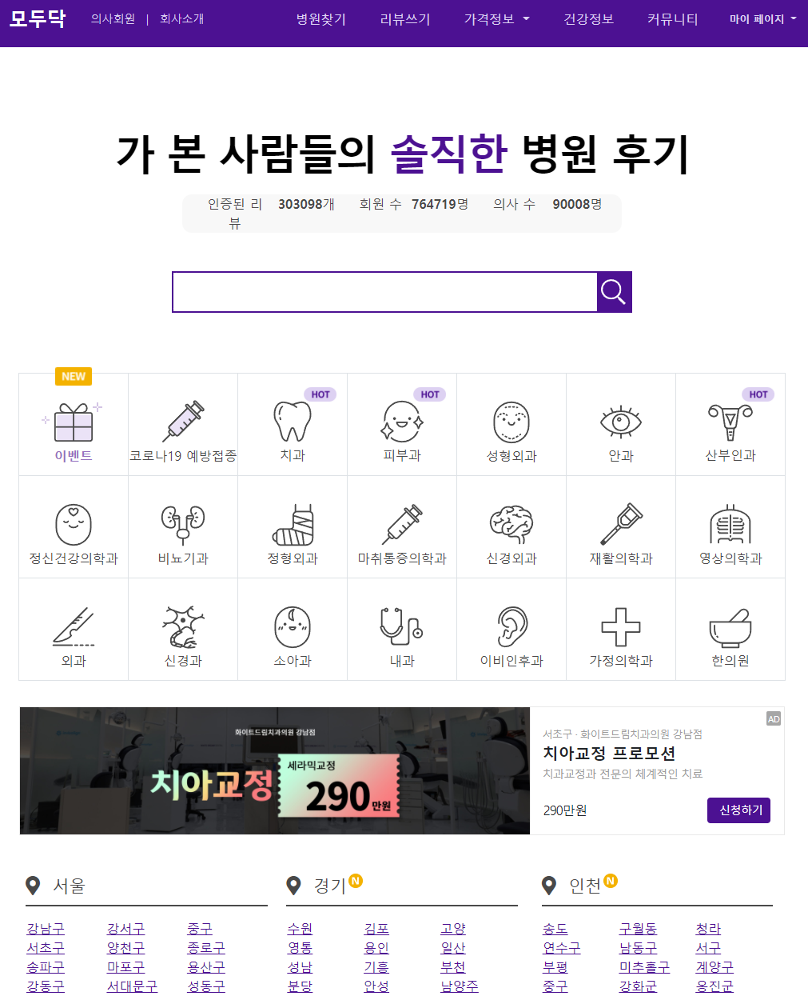 모두닥 의사회원 | 회사소개 병원찾기 리뷰쓰기 가격정보 건강정보 커뮤니티 마이 페이지
가 본 사람들의 솔직한 병원 후기
인증된 리뷰 303098개 회원 수 764719명 의사 수 90008명
NEW
HOT HOT HOT
이벤트 코로나19 예방접종 치과 피부과 성형외과 안과 산부인과
정신건강의학과 비뇨기과 정형외과 마취통증의학과 신경외과 재활의학과 영상의학과
외과 신경과 소아과 내과 이비인후과 가정의학과 한의원
화이트드림치과의원 강남점
치아교정 세라믹교정
290만원
AD
서초구 · 화이트드림치과의원 강남점
치아교정 프로모션
치과교정과 전문의 체계적인 치료
290만원 신청하기
서울 경기 N 인천 N
강남구 강서구 중구 수원 김포 고양 송도 구월동 청라
서초구 양천구 종로구 영통 용인 일산 연수구 남동구 서구
송파구 마포구 용산구 성남 기흥 부천 부평 미추홀구 계양구
강동구 서대문구 성동구 분당 안성 남양주 중구 강화군 옹진군